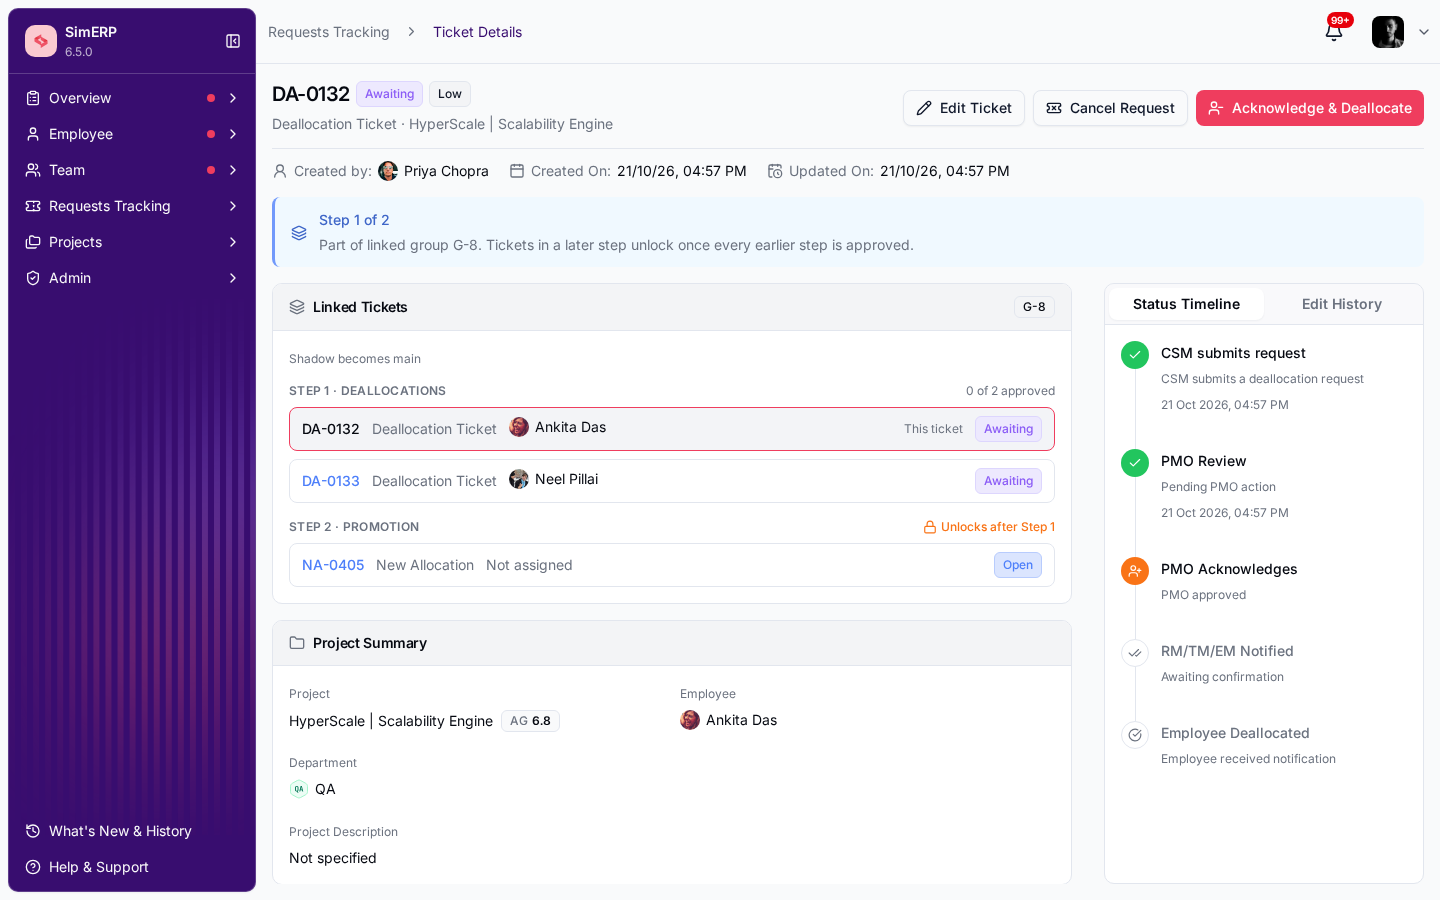 SimERP
6.5.0
Overview
Employee
Team
Requests Tracking
Projects
Admin
What's New & History
Help & Support
Requests Tracking
Ticket Details
99+
DA-0132
Awaiting
Low
Deallocation Ticket · HyperScale | Scalability Engine
Edit Ticket
Cancel Request
Acknowledge & Deallocate
Created by: Priya Chopra
Created On: 21/10/26, 04:57 PM
Updated On: 21/10/26, 04:57 PM
Step 1 of 2
Part of linked group G-8. Tickets in a later step unlock once every earlier step is approved.
Linked Tickets
G-8
Shadow becomes main
STEP 1 · DEALLOCATIONS
0 of 2 approved
DA-0132 Deallocation Ticket Ankita Das This ticket Awaiting
DA-0133 Deallocation Ticket Neel Pillai Awaiting
STEP 2 · PROMOTION
Unlocks after Step 1
NA-0405 New Allocation Not assigned Open
Project Summary
Project
HyperScale | Scalability Engine AG 6.8
Employee
Ankita Das
Department
QA QA
Project Description
Not specified
Status Timeline
Edit History
CSM submits request
CSM submits a deallocation request
21 Oct 2026, 04:57 PM
PMO Review
Pending PMO action
21 Oct 2026, 04:57 PM
PMO Acknowledges
PMO approved
RM/TM/EM Notified
Awaiting confirmation
Employee Deallocated
Employee received notification